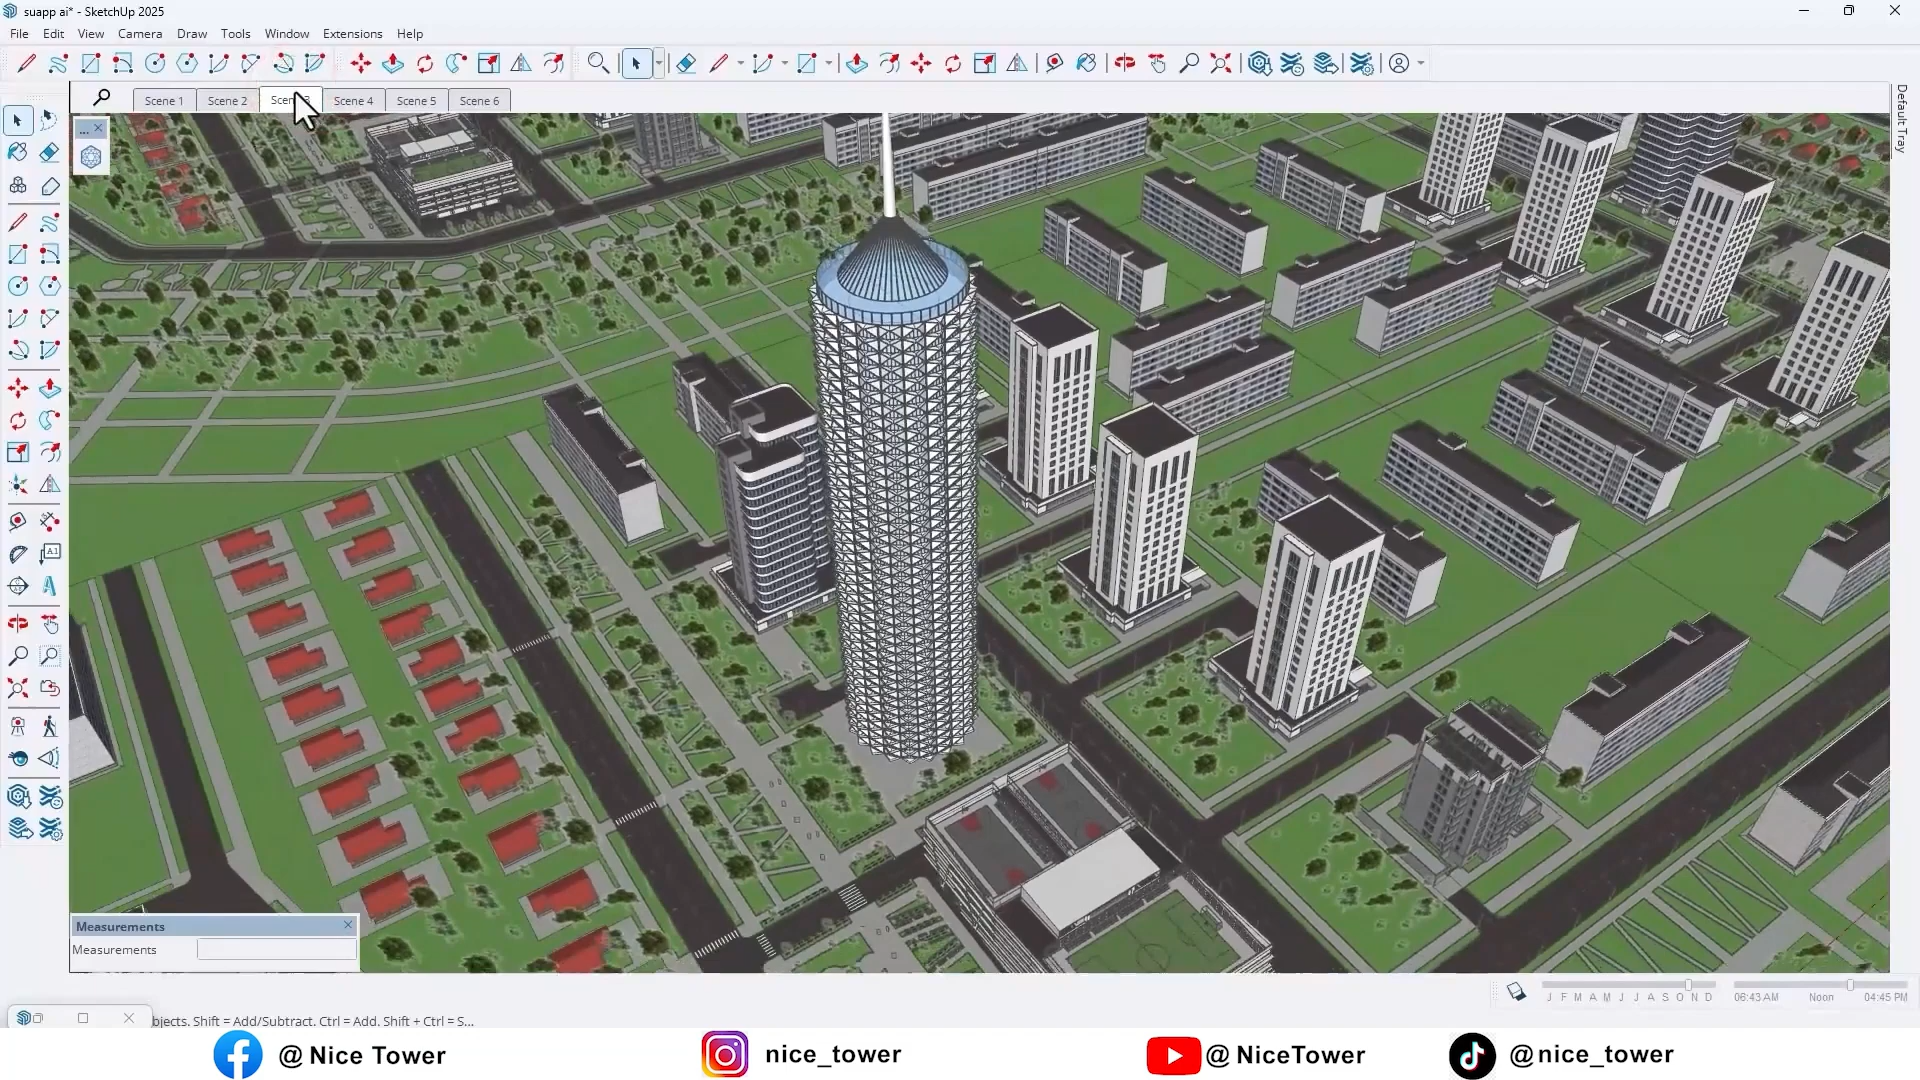 suapp ai* - SketchUp 2025
File Edit View Camera Draw Tools Window Extensions Help
Scene 1 Scene 2 Scene 4 Scene 5 Scene 6
Default Tray
...
A1
Measurements
Measurements
J F M A M J J A S O N D 06:43 AM Noon 04:45 PM
bjects. Shift = Add/Subtract. Ctrl = Add. Shift + Ctrl = S...
@ Nice Tower nice_tower @ NiceTower @nice_tower